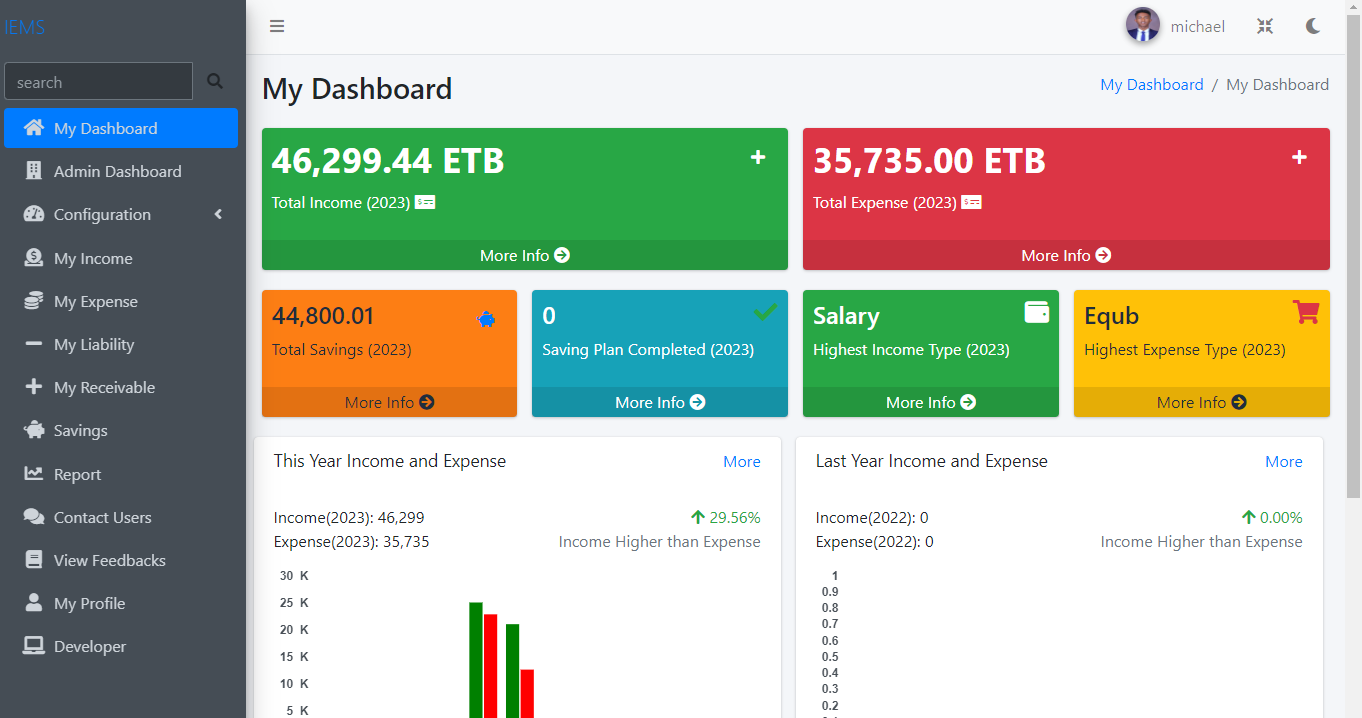 IEMS
search
My Dashboard
Admin Dashboard
Configuration
My Income
My Expense
My Liability
My Receivable
Savings
Report
Contact Users
View Feedbacks
My Profile
Developer
michael
My Dashboard
My Dashboard / My Dashboard
46,299.44 ETB
Total Income (2023)
More Info
35,735.00 ETB
Total Expense (2023)
More Info
44,800.01
Total Savings (2023)
More Info
0
Saving Plan Completed (2023)
More Info
Salary
Highest Income Type (2023)
More Info
Equb
Highest Expense Type (2023)
More Info
This Year Income and Expense More
Income(2023): 46,299 29.56%
Expense(2023): 35,735 Income Higher than Expense
30 K
25 K
20 K
15 K
10 K
5 K
Last Year Income and Expense More
Income(2022): 0 0.00%
Expense(2022): 0 Income Higher than Expense
1
0.9
0.8
0.7
0.6
0.5
0.4
0.3
0.2